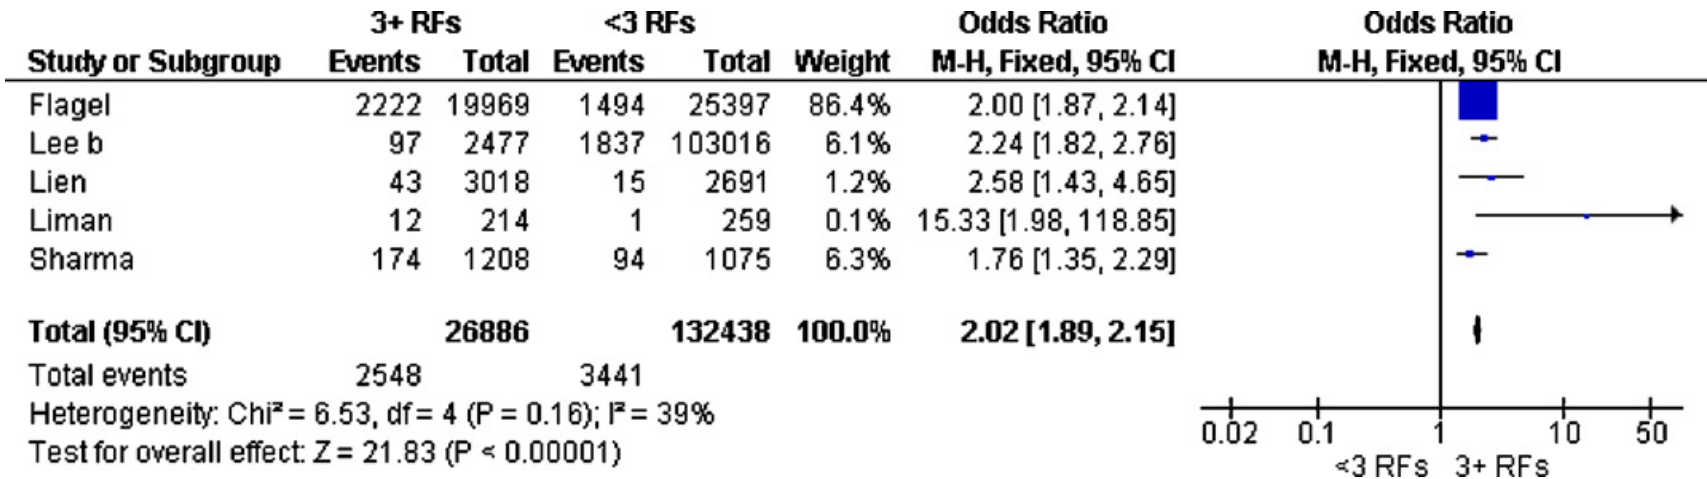 3+ RFs <3 RFs Odds Ratio Odds Ratio
Study or Subgroup Events Total Events Total Weight M-H, Fixed, 95% CI M-H, Fixed, 95% CI
Flagel 2222 19969 1494 25397 86.4% 2.00 [1.87, 2.14]
Lee b 97 2477 1837 103016 6.1% 2.24 [1.82, 2.76]
Lien 43 3018 15 2691 1.2% 2.58 [1.43, 4.65]
Liman 12 214 1 259 0.1% 15.33 [1.98, 118.85]
Sharma 174 1208 94 1075 6.3% 1.76 [1.35, 2.29]
Total (95% CI) 26886 132438 100.0% 2.02 [1.89, 2.15]
Total events 2548 3441
Heterogeneity: Chi² = 6.53, df = 4 (P = 0.16); I² = 39%
Test for overall effect: Z = 21.83 (P < 0.00001)
0.02 0.1 1 10 50
<3 RFs 3+ RFs